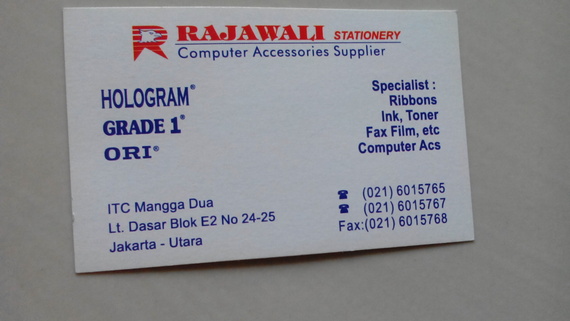 RAJAWALI STATIONERY
Computer Accessories Supplier
HOLOGRAM®
GRADE 1®
ORI®
Specialist :
Ribbons
Ink, Toner
Fax Film, etc
Computer Acs
ITC Mangga Dua
Lt. Dasar Blok E2 No 24-25
Jakarta - Utara
☎ (021) 6015765
☎ (021) 6015767
Fax:(021) 6015768